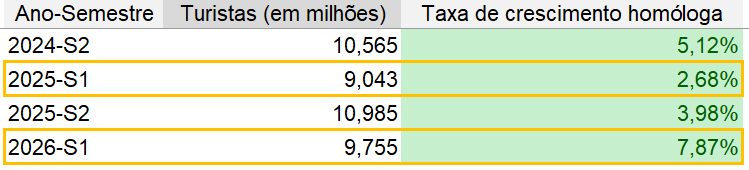 Ano-Semestre Turistas (em milhões) Taxa de crescimento homóloga
2024-S2 10,565 5,12%
2025-S1 9,043 2,68%
2025-S2 10,985 3,98%
2026-S1 9,755 7,87%